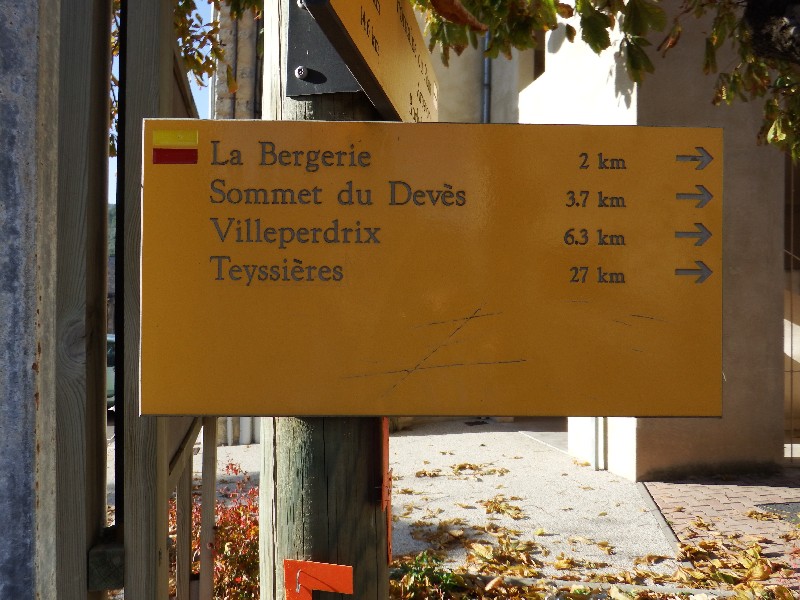 La Bergerie 2 km →
Sommet du Devès 3.7 km →
Villeperdrix 6.3 km →
Teyssières 27 km →